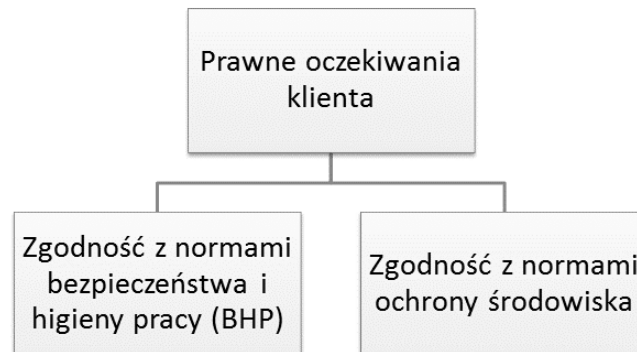 Prawne oczekiwania
klienta
Zgodność z normami
bezpieczeństwa i
higieny pracy (BHP)
Zgodność z normami
ochrony środowiska